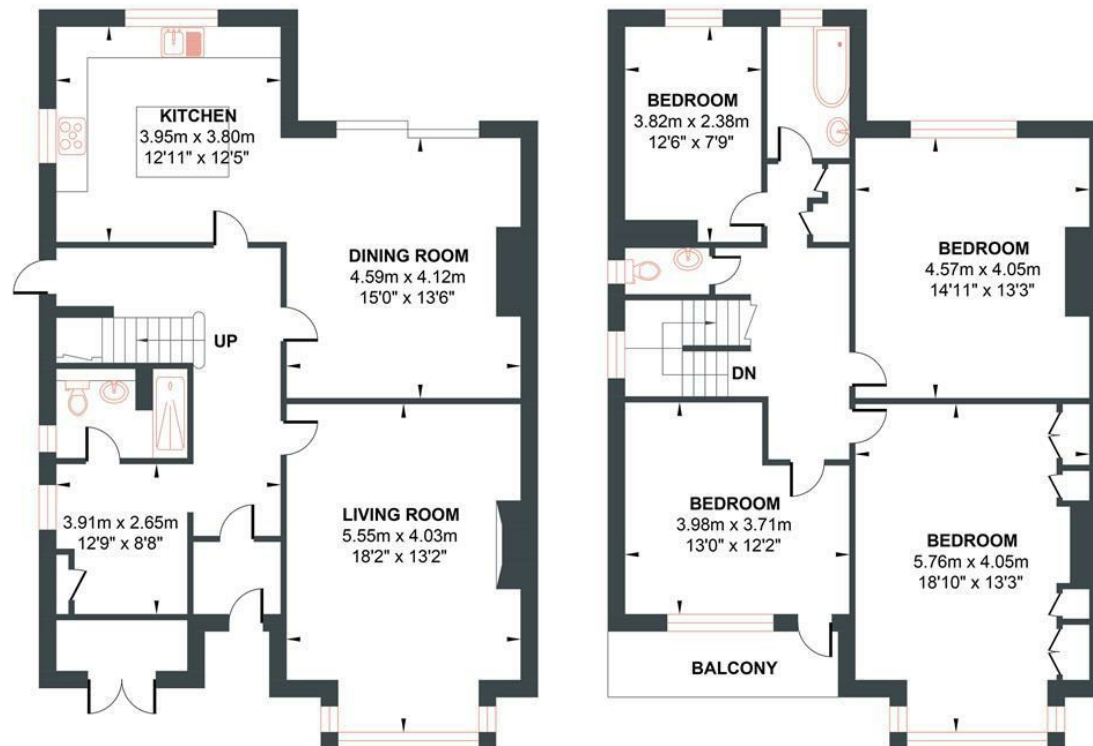 KITCHEN
3.95m x 3.80m
12'11" x 12'5"
DINING ROOM
4.59m x 4.12m
15'0" x 13'6"
UP
3.91m x 2.65m
12'9" x 8'8"
LIVING ROOM
5.55m x 4.03m
18'2" x 13'2"
BEDROOM
3.82m x 2.38m
12'6" x 7'9"
BEDROOM
4.57m x 4.05m
14'11" x 13'3"
DN
BEDROOM
3.98m x 3.71m
13'0" x 12'2"
BEDROOM
5.76m x 4.05m
18'10" x 13'3"
BALCONY